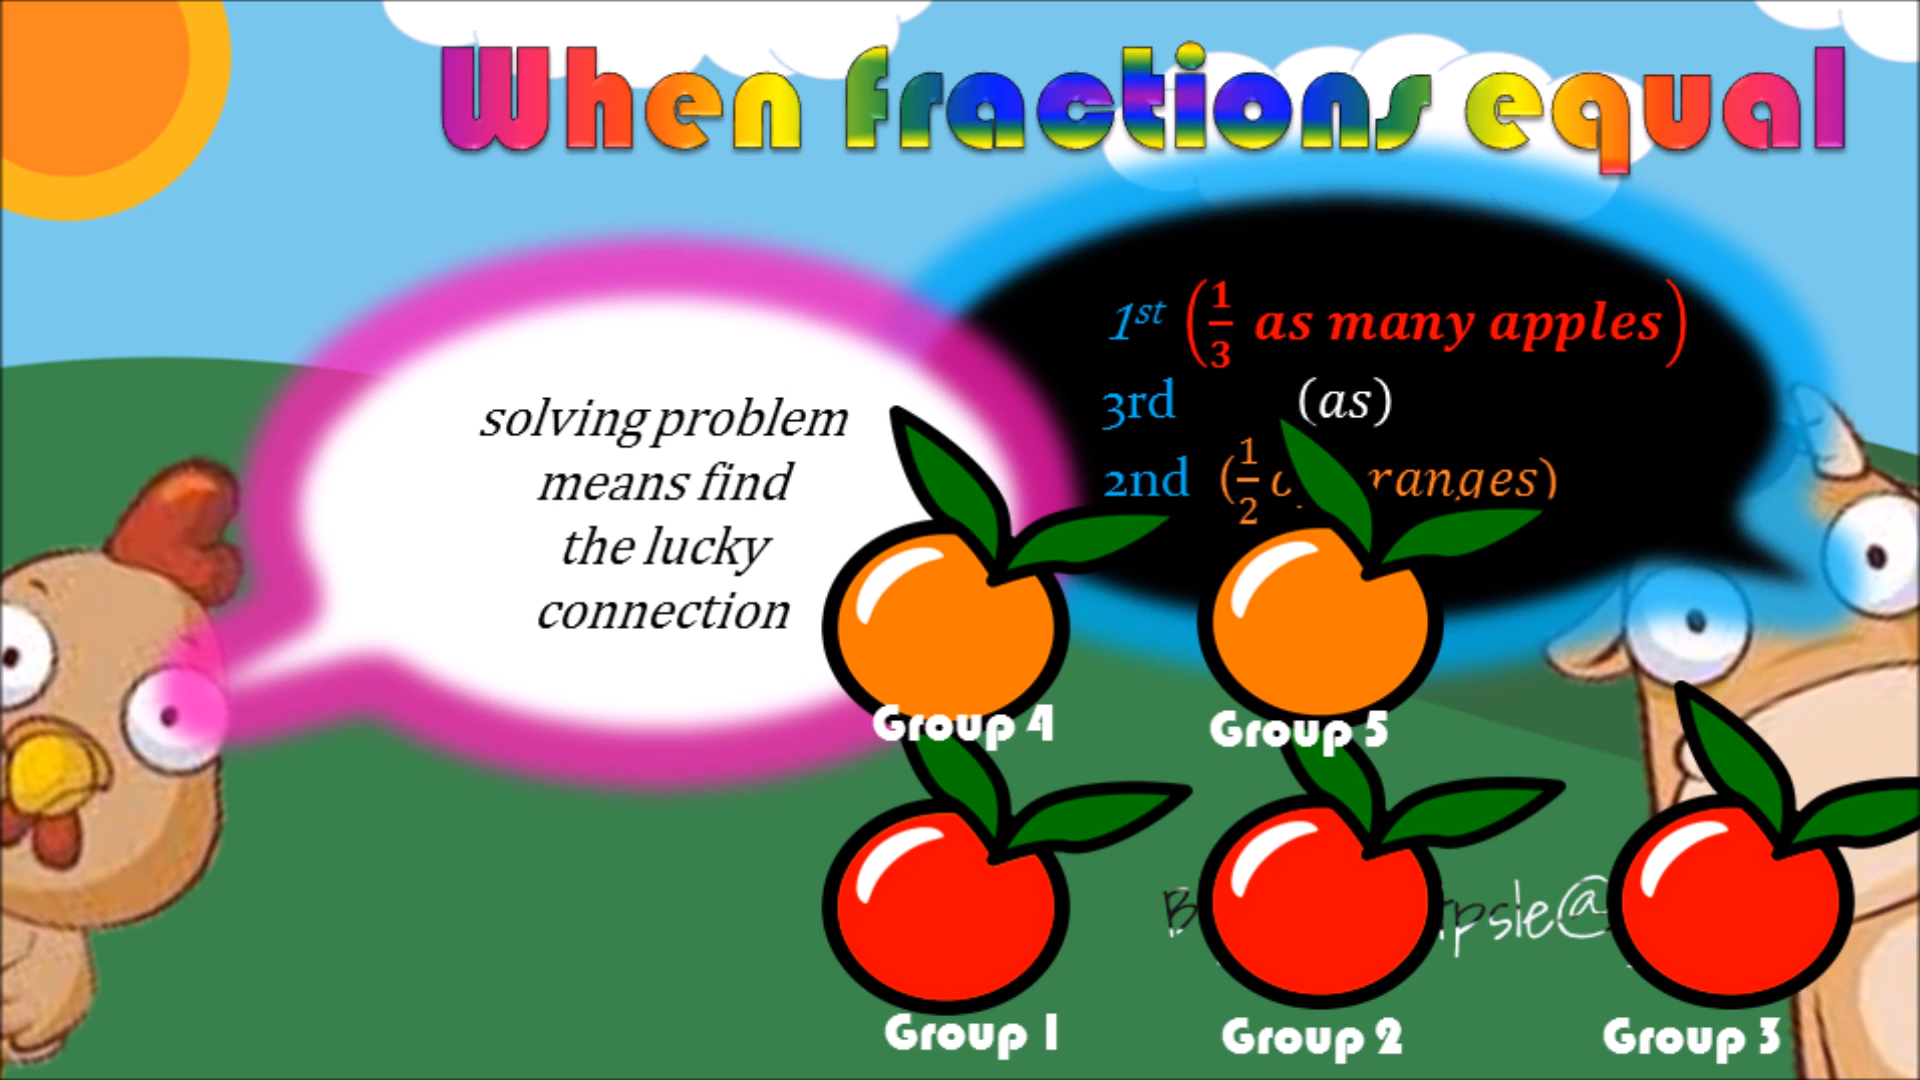 When fractions equal
1st (1/3 as many apples)
3rd (as)
2nd (1/2
solving problem
means find
the lucky
connection
Group 4
Group 5
Group 1
Group 2
Group 3